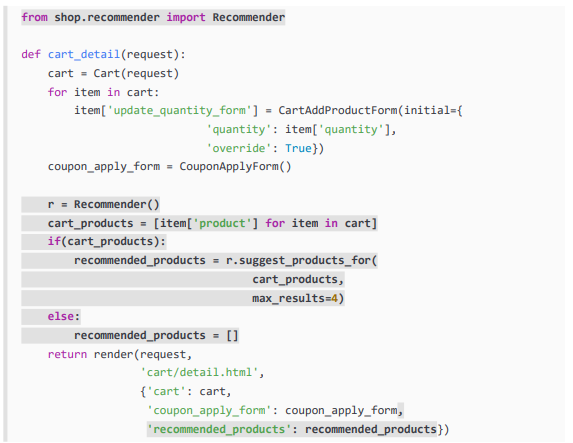 from shop.recommender import Recommender

def cart_detail(request):
    cart = Cart(request)
    for item in cart:
        item['update_quantity_form'] = CartAddProductForm(initial={
                            'quantity': item['quantity'],
                            'override': True})
    coupon_apply_form = CouponApplyForm()

    r = Recommender()
    cart_products = [item['product'] for item in cart]
    if(cart_products):
        recommended_products = r.suggest_products_for(
                                   cart_products,
                                   max_results=4)
    else:
        recommended_products = []
    return render(request,
                  'cart/detail.html',
                  {'cart': cart,
                   'coupon_apply_form': coupon_apply_form,
                   'recommended_products': recommended_products})